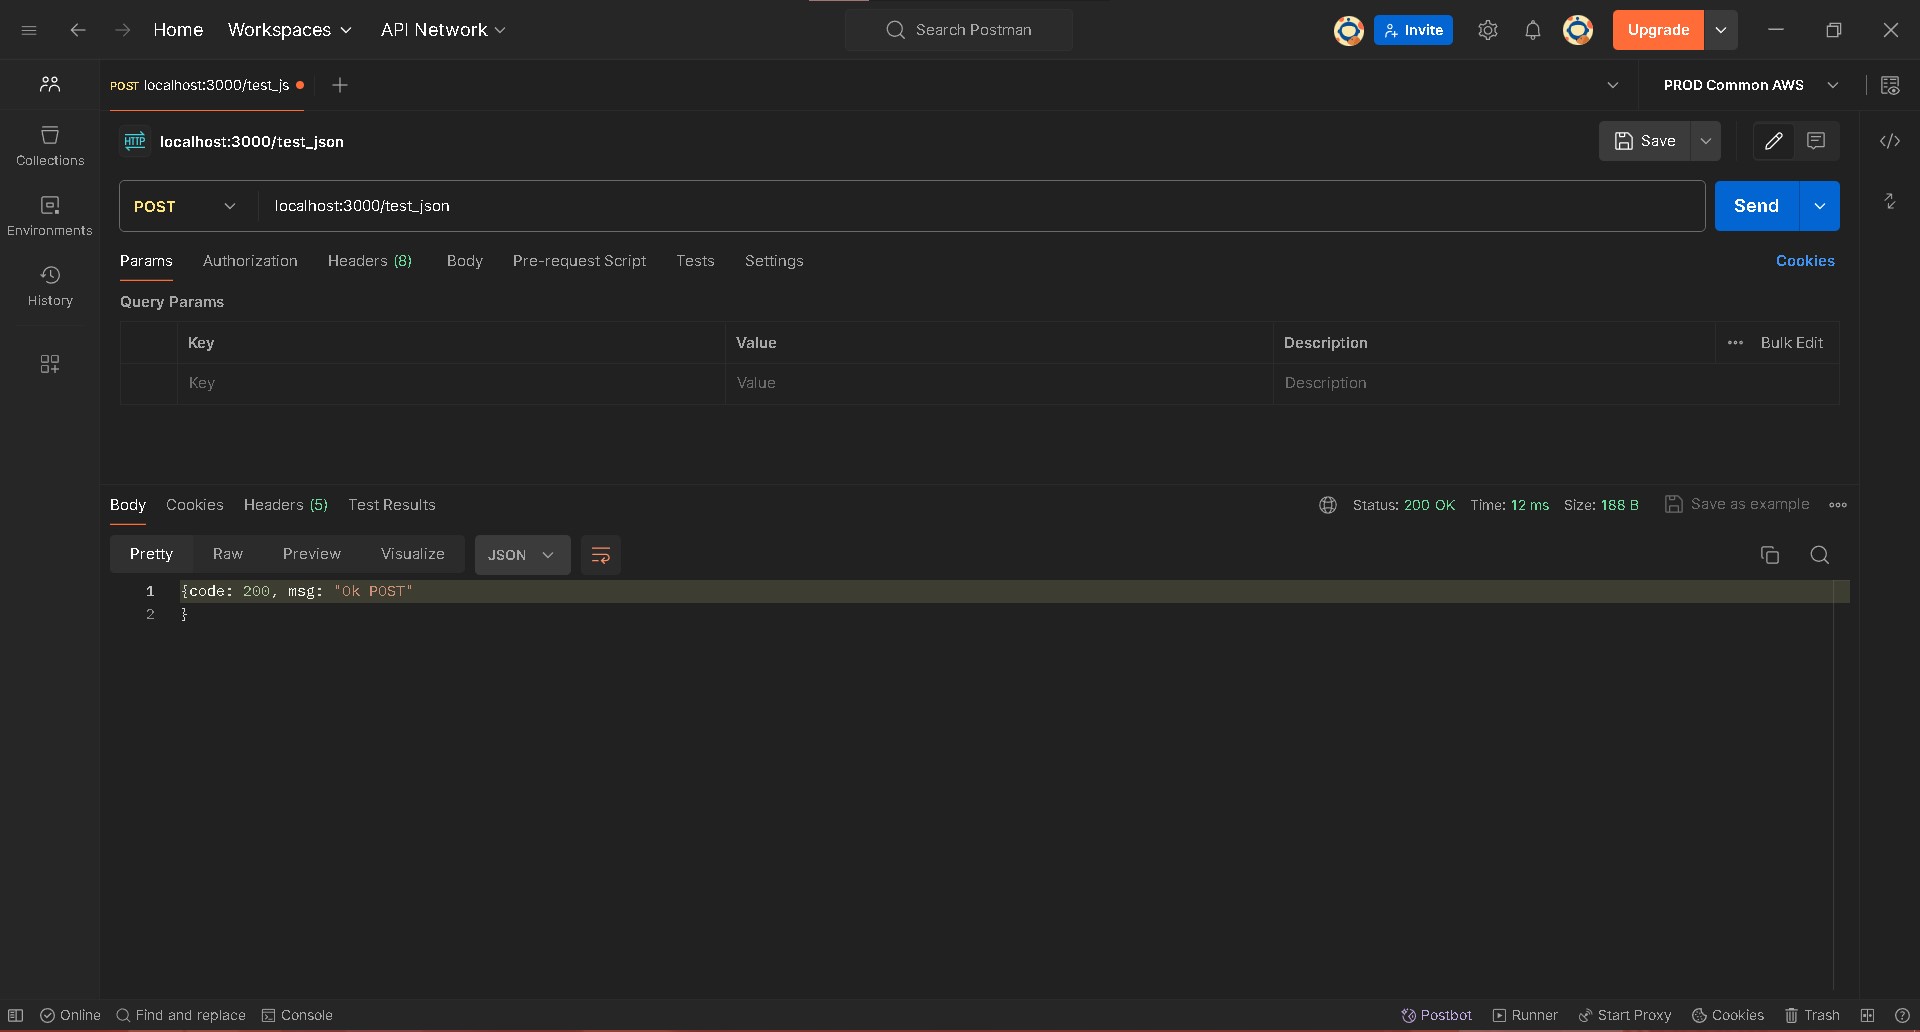 Home Workspaces API Network Search Postman Invite Upgrade
POST localhost:3000/test_js PROD Common AWS
HTTP localhost:3000/test_json Save
POST localhost:3000/test_json Send
Params Authorization Headers (8) Body Pre-request Script Tests Settings Cookies
Query Params
Key Value Description Bulk Edit
Key Value Description
Collections
Environments
History
Body Cookies Headers (5) Test Results Status: 200 OK Time: 12 ms Size: 188 B Save as example
Pretty Raw Preview Visualize JSON
1 {code: 200, msg: "Ok POST"
2 }
Online Find and replace Console Postbot Runner Start Proxy Cookies Trash